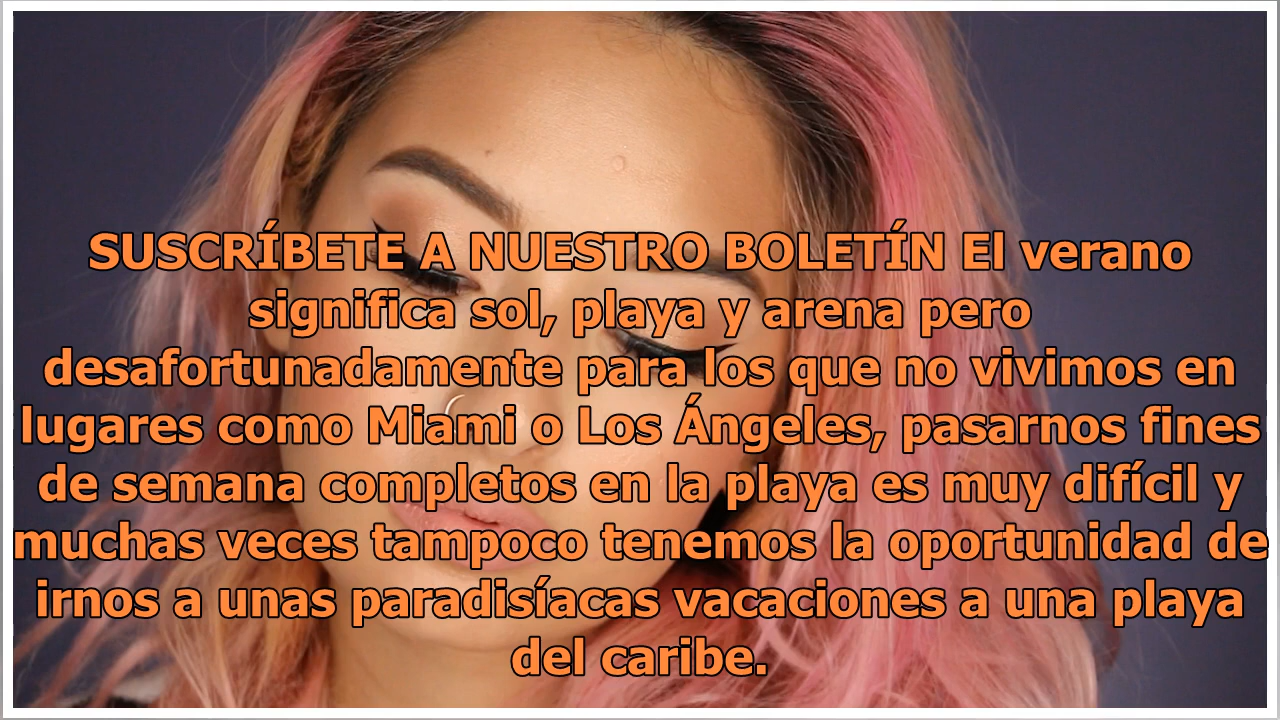 SUSCRÍBETE A NUESTRO BOLETÍN El verano
significa sol, playa y arena pero
desafortunadamente para los que no vivimos en
lugares como Miami o Los Ángeles, pasarnos fines
de semana completos en la playa es muy difícil y
muchas veces tampoco tenemos la oportunidad de
irnos a unas paradisíacas vacaciones a una playa
del caribe.